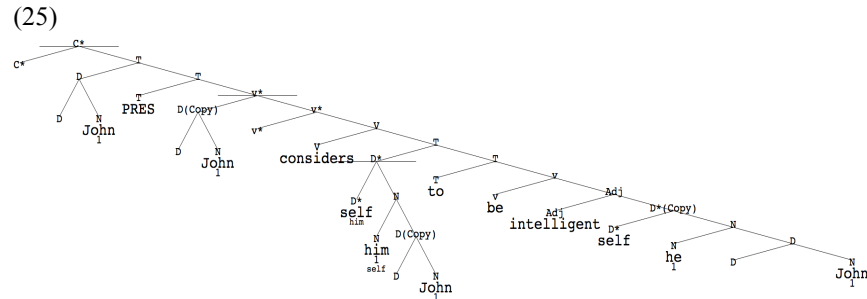 (25)
C*
C* T
D T
D N T v*
John PRES D(Copy) v*
1
D N v* V
John V T
1
considers D* T
D* N T v
self to
him
N D(Copy) v Adj
him be
1
self
D N Adj D*(Copy)
John intelligent
1
D* N
self
N D
he
1
D N
John
1